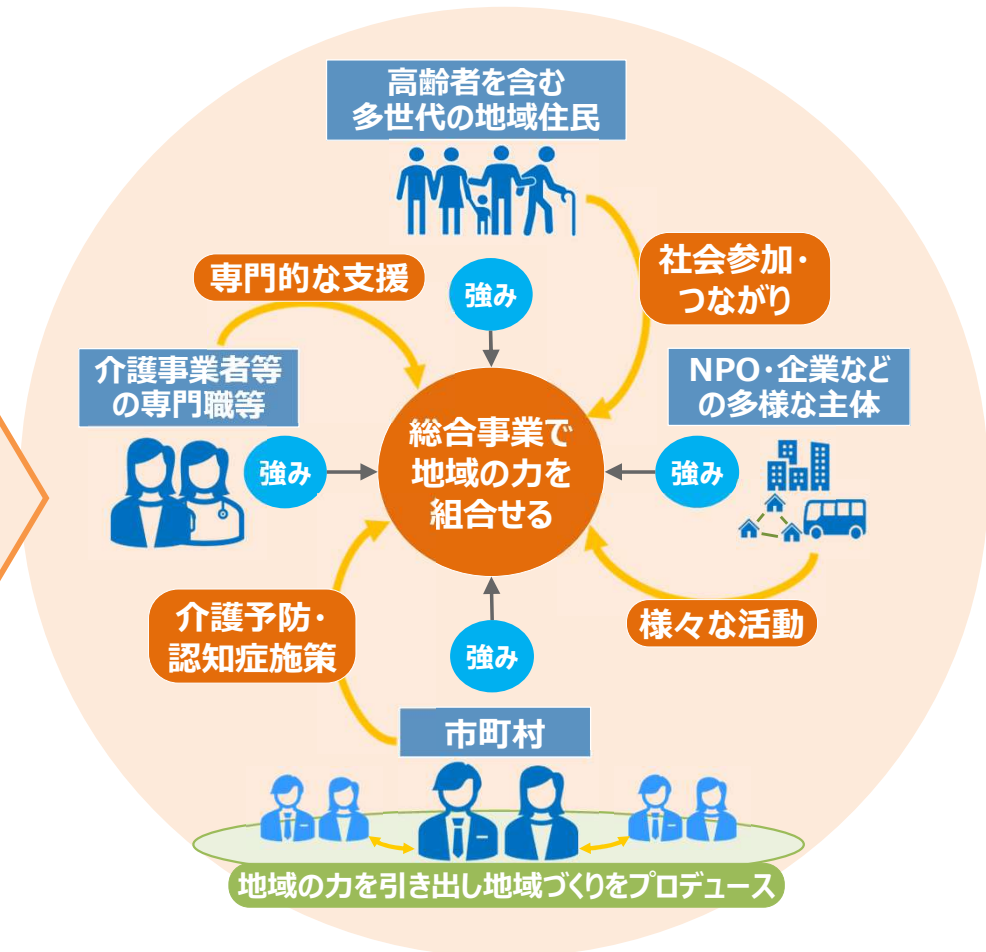 高齢者を含む
多世代の地域住民
専門的な支援
強み
社会参加・
つながり
介護事業者等
の専門職等
NPO・企業など
の多様な主体
強み
総合事業で
地域の力を
組合せる
強み
介護予防・
認知症施策
様々な活動
強み
市町村
地域の力を引き出し地域づくりをプロデュース